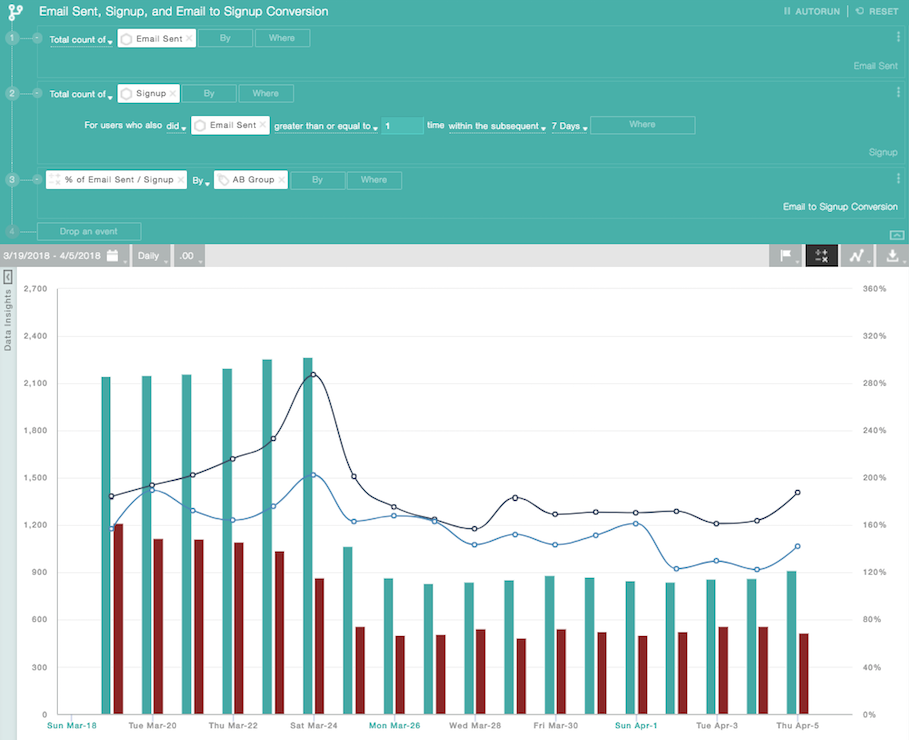 Email Sent, Signup, and Email to Signup Conversion
AUTORUN
RESET
1
Total count of
Email Sent
By
Where
Email Sent
2
Total count of
Signup
By
Where
For users who also did
Email Sent
greater than or equal to
1
time within the subsequent
7 Days
Where
Signup
3
% of Email Sent / Signup
By
AB Group
By
Where
Email to Signup Conversion
4
Drop an event
3/19/2018 - 4/5/2018
Daily
.00
Data Insights
2,700
2,400
2,100
1,800
1,500
1,200
900
600
300
0
360%
320%
280%
240%
200%
160%
120%
80%
40%
0%
Sun Mar-18
Tue Mar-20
Thu Mar-22
Sat Mar-24
Mon Mar-26
Wed Mar-28
Fri Mar-30
Sun Apr-1
Tue Apr-3
Thu Apr-5